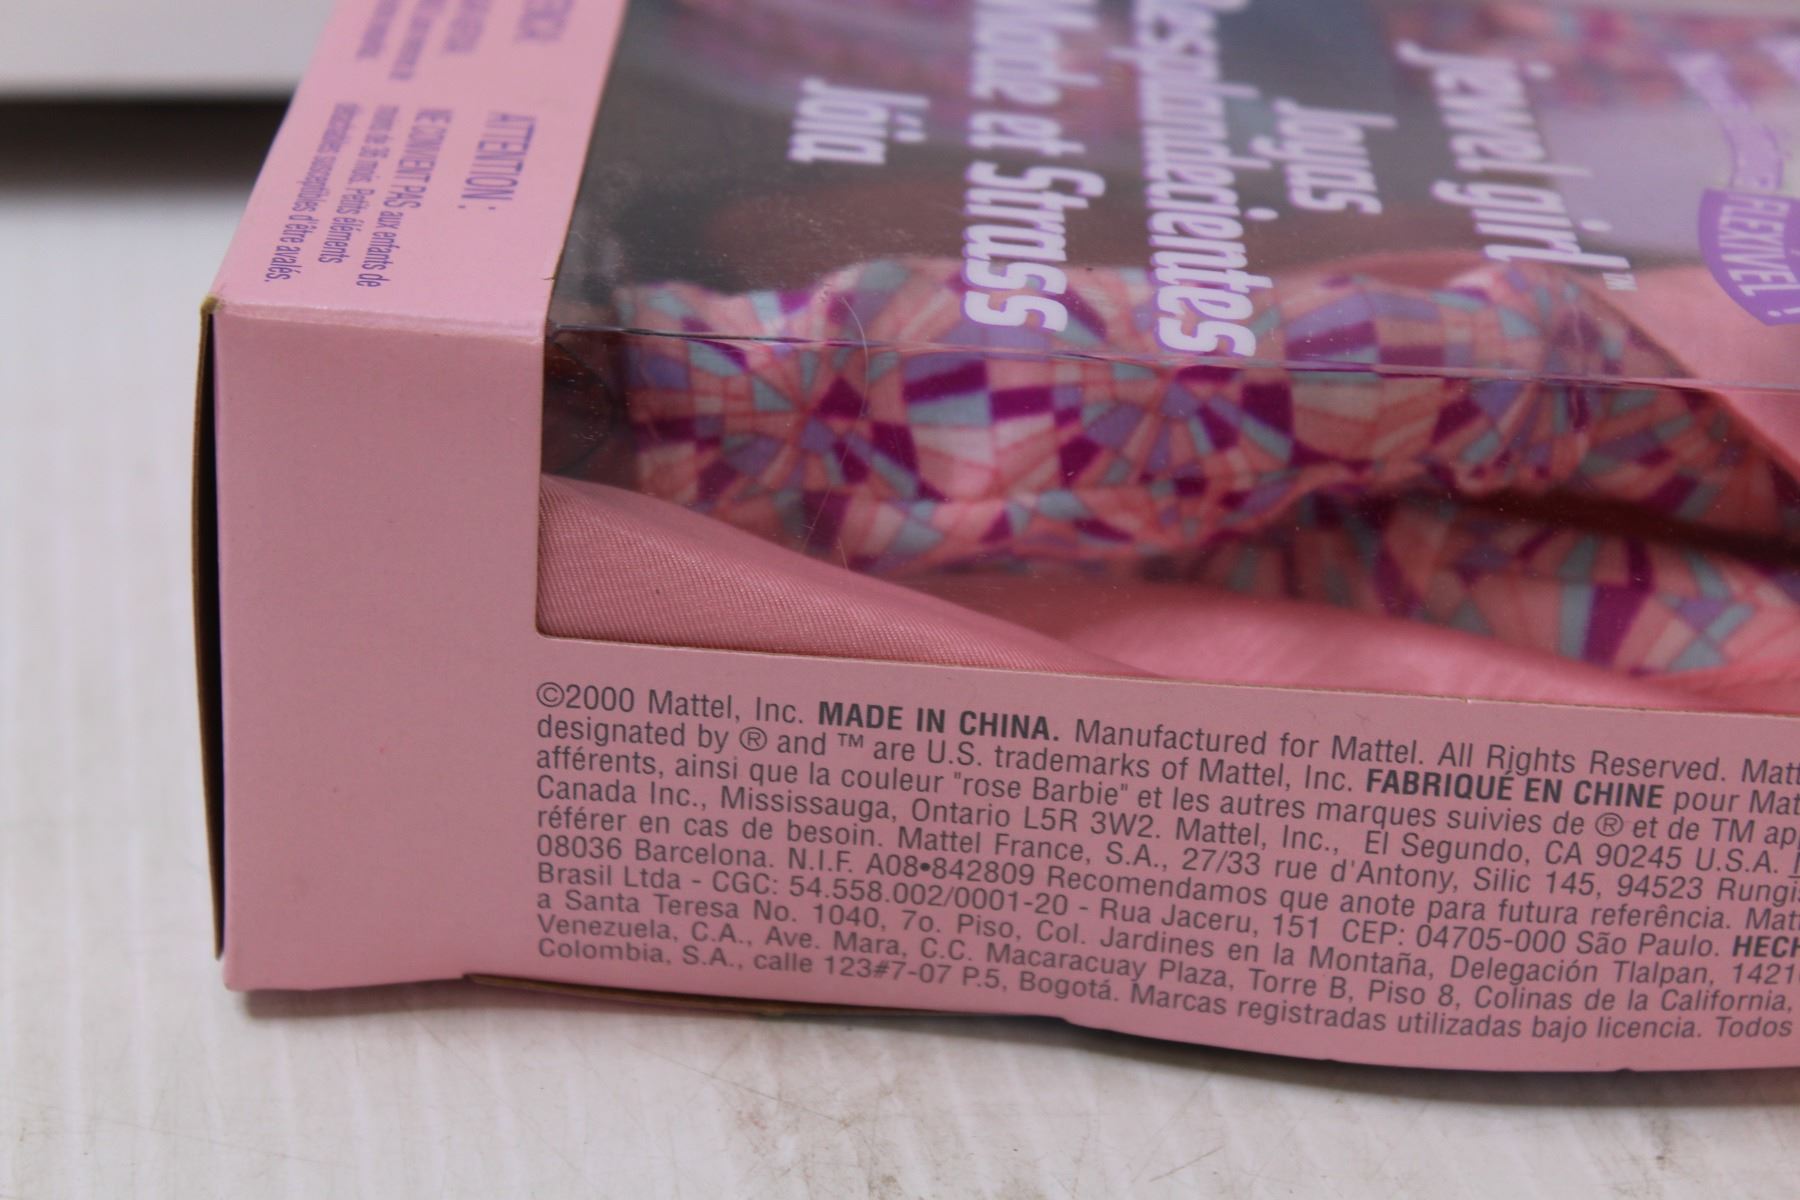 jewel girl™
Joyas
Resplandecientes
Mode et Strass
Jóia
FLEXÍVEL!
ATTENTION :
NE CONVIENT PAS aux enfants de
moins de 36 mois. Petits éléments
détachables susceptibles d'être avalés.
©2000 Mattel, Inc. MADE IN CHINA. Manufactured for Mattel. All Rights Reserved. Matt
designated by ® and ™ are U.S. trademarks of Mattel, Inc. FABRIQUÉ EN CHINE pour Mat
afférents, ainsi que la couleur "rose Barbie" et les autres marques suivies de ® et de TM ap
Canada Inc., Mississauga, Ontario L5R 3W2. Mattel, Inc., El Segundo, CA 90245 U.S.A.
référer en cas de besoin. Mattel France, S.A., 27/33 rue d'Antony, Silic 145, 94523 Rungis
08036 Barcelona. N.I.F. A08•842809 Recomendamos que anote para futura referência. Matt
Brasil Ltda - CGC: 54.558.002/0001-20 - Rua Jaceru, 151 CEP: 04705-000 São Paulo. HECH
a Santa Teresa No. 1040, 7o. Piso, Col. Jardines en la Montaña, Delegación Tlalpan, 1421
Venezuela, C.A., Ave. Mara, C.C. Macaracuay Plaza, Torre B, Piso 8, Colinas de la California,
Colombia, S.A., calle 123#7-07 P.5, Bogotá. Marcas registradas utilizadas bajo licencia. Todos